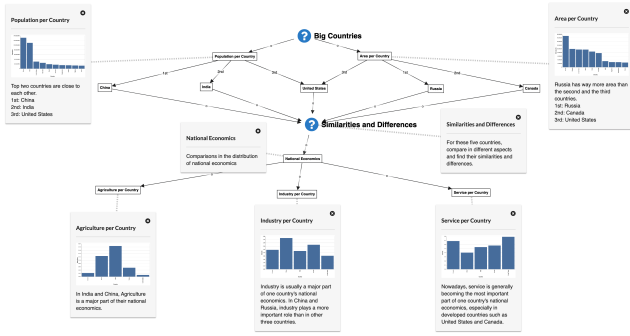 Population per Country
Top two countries are close to
each other.
1st: China
2nd: India
3rd: United States
Big Countries
Population per Country
Area per Country
1st
2nd
3rd
3rd
1st
2nd
China
India
United States
Russia
Canada
Area per Country
Russia has way more area than
the second and the third
countries.
1st: Russia
2nd: Canada
3rd: United States
Similarities and Differences
National Economics
Comparisons in the distribution
of national economics
Similarities and Differences
For these five countries,
compare in different aspects
and find their similarities and
differences.
National Economics
Agriculture per Country
Industry per Country
Service per Country
Agriculture per Country
In India and China, Agriculture
is a major part of their national
economics.
Industry per Country
Industry is usually a major part
of one country's national
economics. In China and
Russia, industry plays a more
important role than in other
three countries.
Service per Country
Nowadays, service is generally
becoming the most important
part of one country's national
economics, especially in
developed countries such as
United States and Canada.